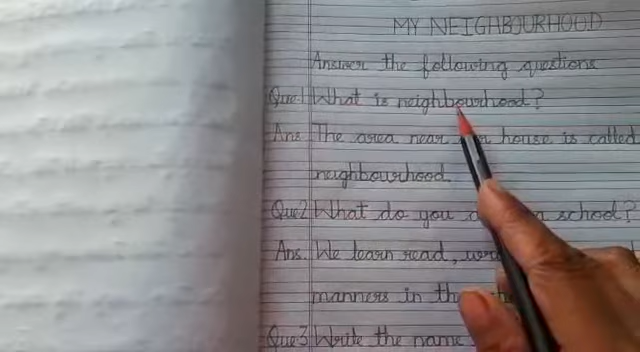 MY NEIGHBOURHOOD
Answer the following questions
Que1 What is neighbourhood?
Ans. The area near house is called
neighbourhood.
Que2 What do you school?
Ans. We learn read,
manners in
Que3 Write the name